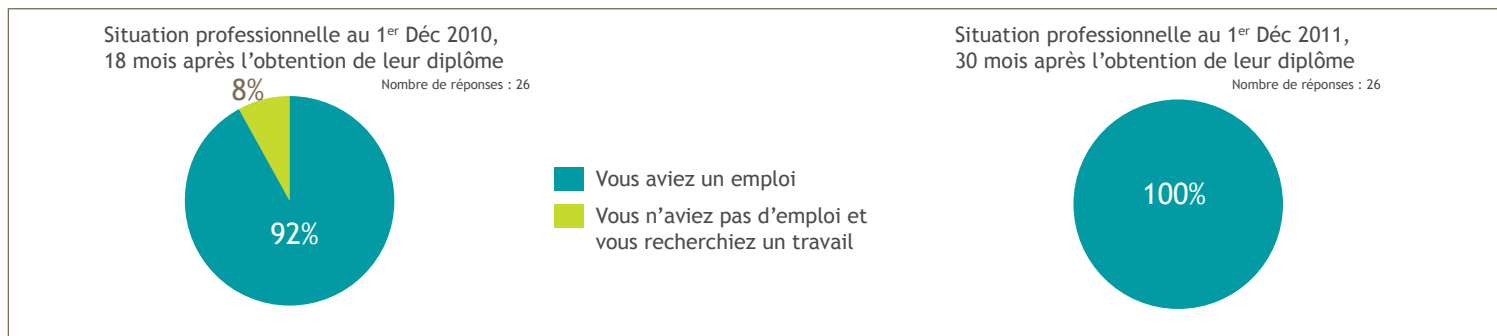 Situation professionnelle au 1er Déc 2010,
18 mois après l’obtention de leur diplôme
Nombre de réponses : 26
8%
92%
Vous aviez un emploi
Vous n’aviez pas d’emploi et
vous recherchiez un travail
Situation professionnelle au 1er Déc 2011,
30 mois après l’obtention de leur diplôme
Nombre de réponses : 26
100%